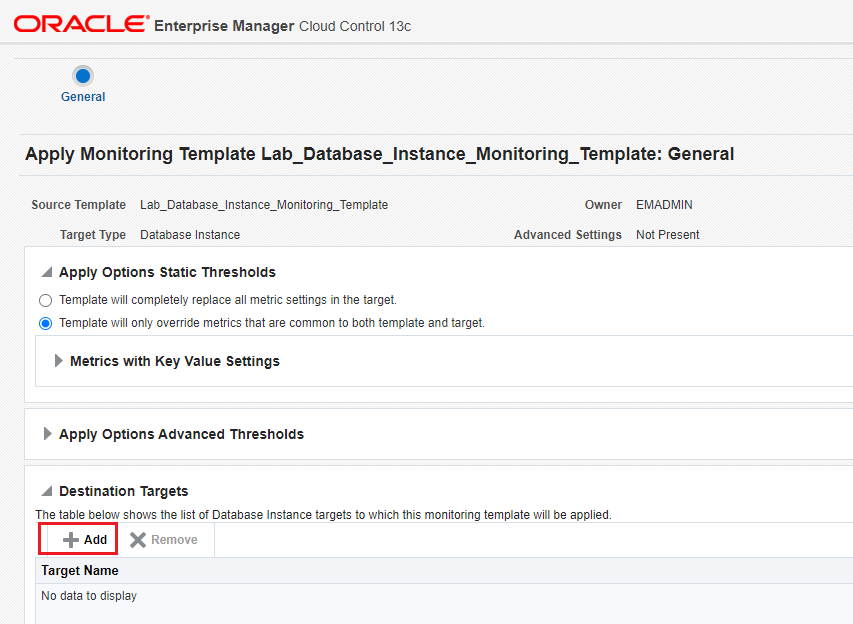 ORACLE® Enterprise Manager Cloud Control 13c
General
Apply Monitoring Template Lab_Database_Instance_Monitoring_Template: General
Source Template Lab_Database_Instance_Monitoring_Template Owner EMADMIN
Target Type Database Instance Advanced Settings Not Present
Apply Options Static Thresholds
Template will completely replace all metric settings in the target.
Template will only override metrics that are common to both template and target.
Metrics with Key Value Settings
Apply Options Advanced Thresholds
Destination Targets
The table below shows the list of Database Instance targets to which this monitoring template will be applied.
Add Remove
Target Name
No data to display